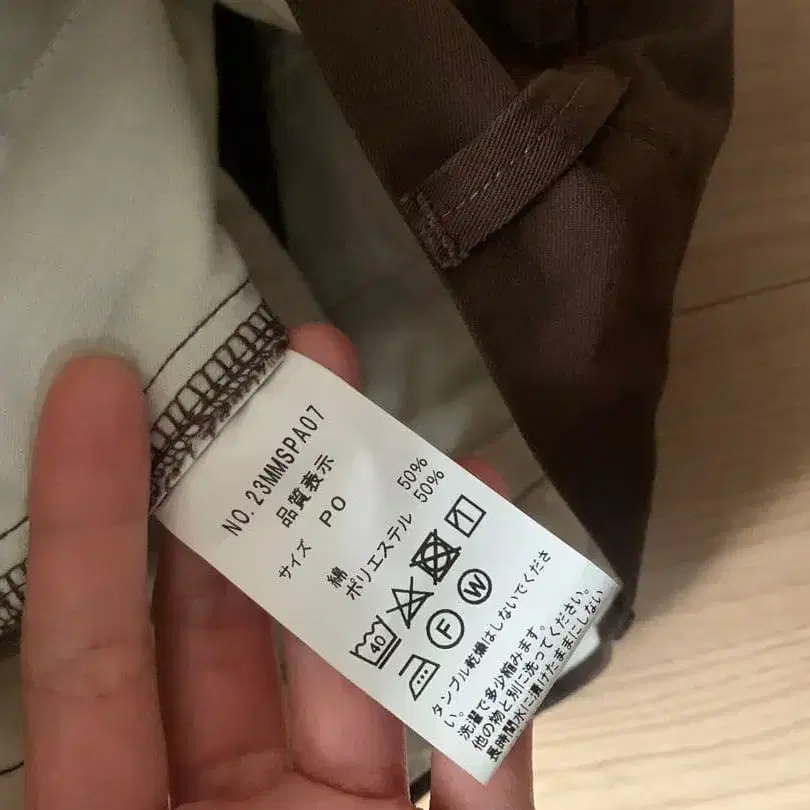 NO.23MMSPA07
品質表示
サイズ PO
綿 50%
ポリエステル 50%
40
F W
タンブル乾燥はしないでくださ
い。
洗濯で多少縮みます。
他の物と別に洗ってください。
長時間水に漬けたままにしない